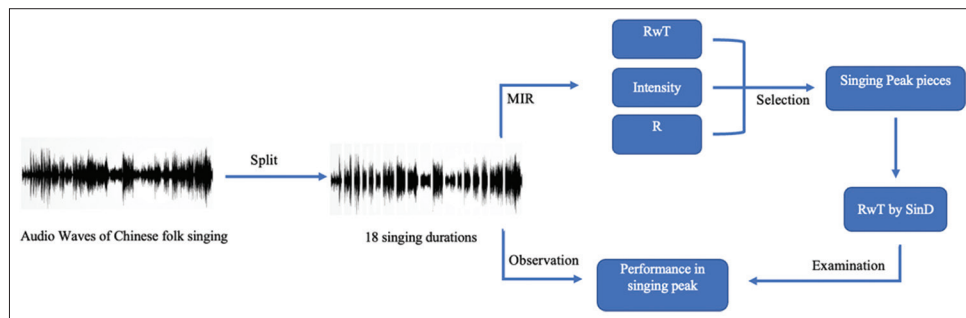 RwT
MIR
Intensity
Selection
Singing Peak pieces
R
Split
RwT by SinD
Audio Waves of Chinese folk singing
18 singing durations
Observation
Performance in
singing peak
Examination